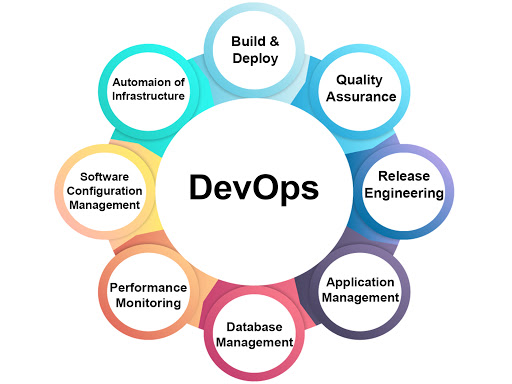 Build &
Deploy
Quality
Assurance
Release
Engineering
Application
Management
Database
Management
Performance
Monitoring
Software
Configuration
Management
Automaion of
Infrastructure
DevOps